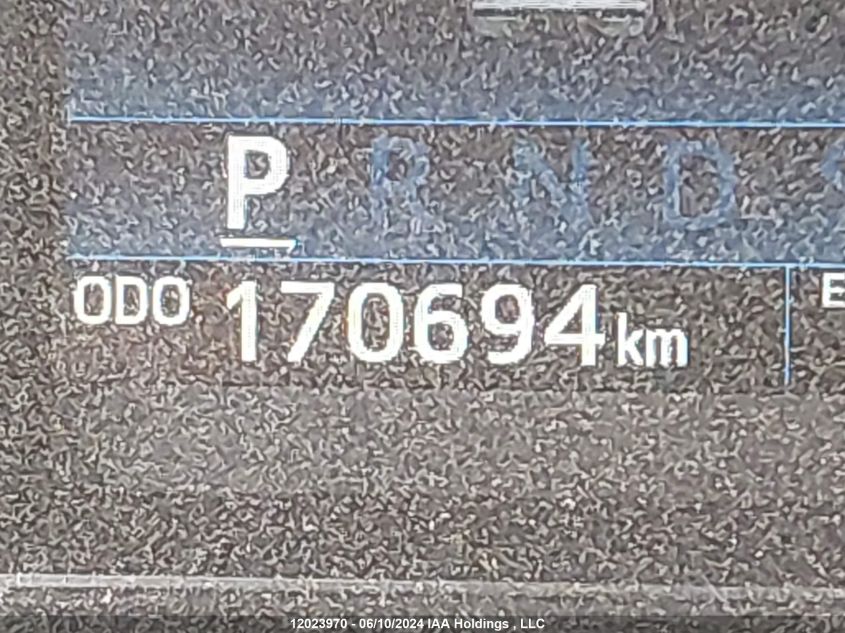 P R N D S
ODO 170694 km E
12023970 - 06/10/2024 IAA Holdings , LLC